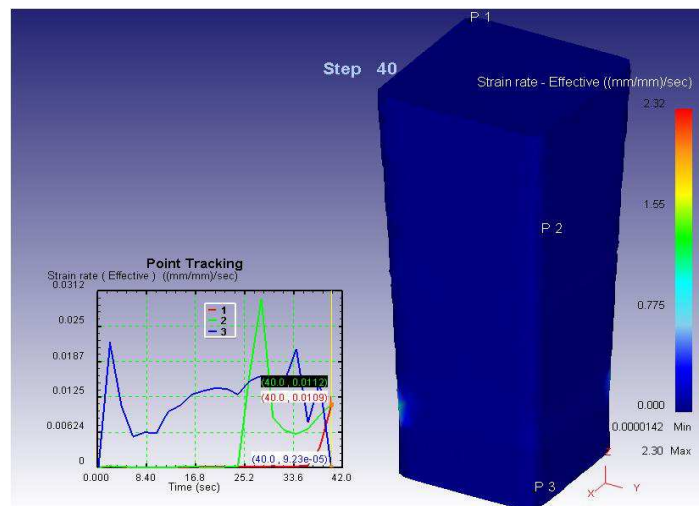 P 1
Step 40
Strain rate - Effective ((mm/mm)/sec)
2.32
1.55
0.775
0.000
0.0000142 Min
2.30 Max
P 2
P 3
Z
X Y
Point Tracking
Strain rate ( Effective ) ((mm/mm)/sec)
0.0312
0.025
0.0187
0.0125
0.00624
0
1
2
3
(40.0 , 0.0112)
(40.0 , 0.0109)
(40.0 , 9.23e-05)
0.000 8.40 16.8 25.2 33.6 42.0
Time (sec)